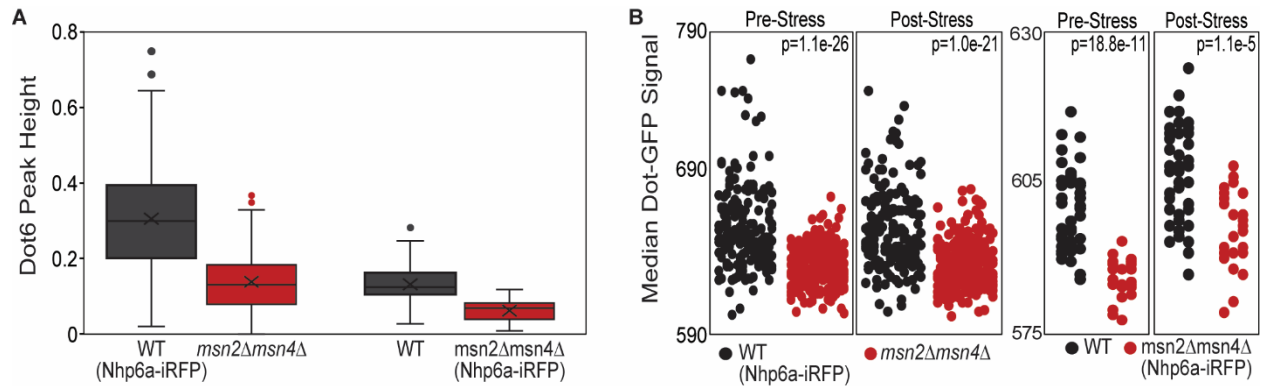 A
Dot6 Peak Height
0.8
0.6
0.4
0.2
0
WT
(Nhp6a-iRFP)
msn2Δmsn4Δ
WT
msn2Δmsn4Δ
(Nhp6a-iRFP)
B
Median Dot-GFP Signal
Pre-Stress
Post-Stress
790
690
590
p=1.1e-26
p=1.0e-21
WT
(Nhp6a-iRFP)
msn2Δmsn4Δ
Pre-Stress
Post-Stress
630
605
575
p=18.8e-11
p=1.1e-5
WT
msn2Δmsn4Δ
(Nhp6a-iRFP)